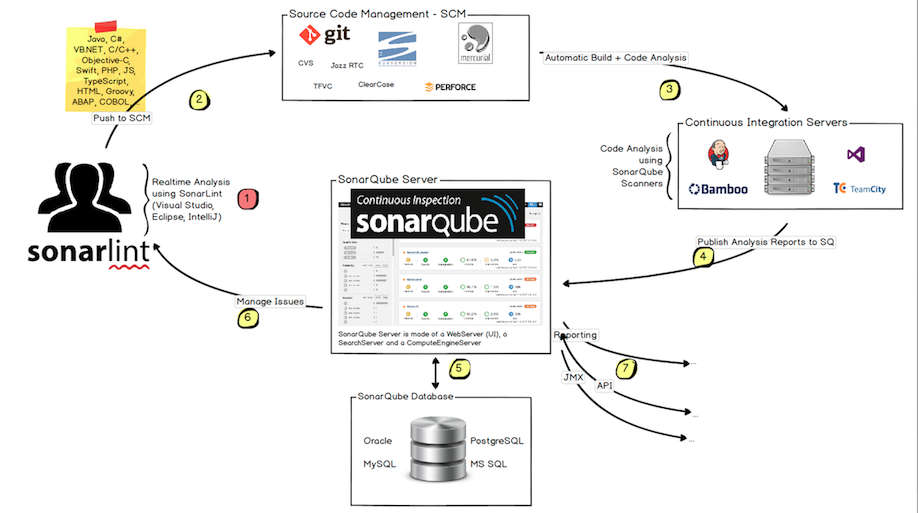 Source Code Management - SCM
git
SUBVERSION
mercurial
CVS
Jazz RTC
TFVC
ClearCase
PERFORCE
Java, C#,
VB.NET, C/C++,
Objective-C,
Swift, PHP, JS,
TypeScript,
HTML, Groovy,
ABAP, COBOL,...
Push to SCM
2
Automatic Build + Code Analysis
3
Continuous Integration Servers
Code Analysis
using
SonarQube
Scanners
Bamboo
TC TeamCity
Realtime Analysis
using SonarLint
(Visual Studio,
Eclipse, IntelliJ)
1
sonarlint
SonarQube Server
Continuous Inspection
sonarqube
SonarQube Server is made of a WebServer (UI), a
SearchServer and a ComputeEngineServer
Publish Analysis Reports to SQ
4
Manage Issues
6
Reporting
...
7
JMX
API
...
...
5
SonarQube Database
Oracle
PostgreSQL
MySQL
MS SQL